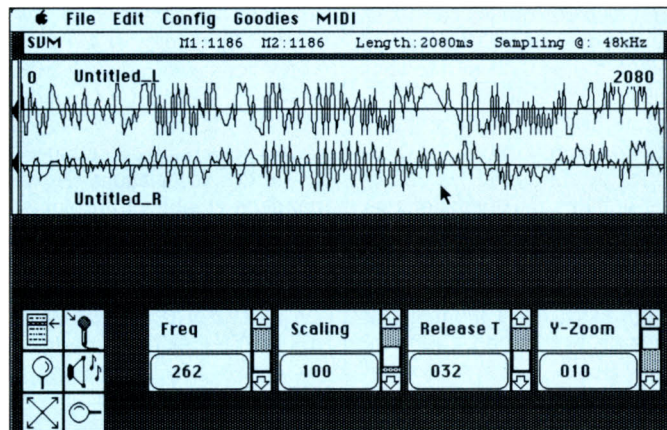 File Edit Config Goodies MIDI
SVM M1:1186 M2:1186 Length:2080ms Sampling @: 48kHz
0 Untitled_L 2080
Untitled_R
Freq Scaling Release T Y-Zoom
262 100 032 010